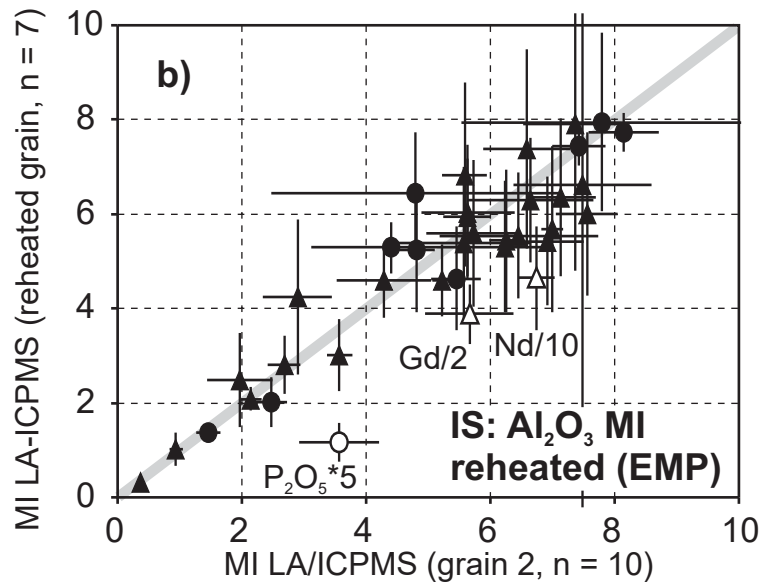 10
b)
8
6
4
2
0
MI LA-ICPMS (reheated grain, n = 7)
Gd/2
Nd/10
P₂O₅*5
IS: Al₂O₃ MI
reheated (EMP)
0 2 4 6 8 10
MI LA/ICPMS (grain 2, n = 10)